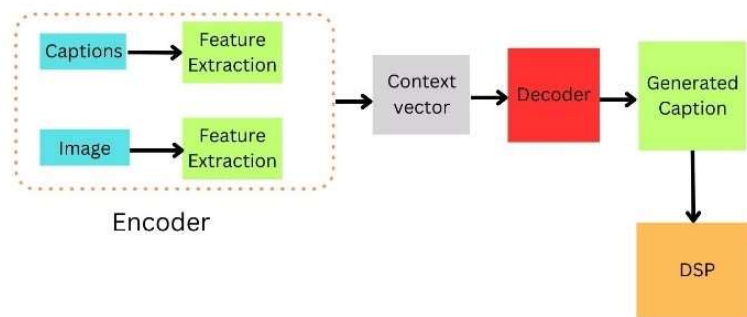 Captions
Feature
Extraction
Image
Feature
Extraction
Encoder
Context
vector
Decoder
Generated
Caption
DSP